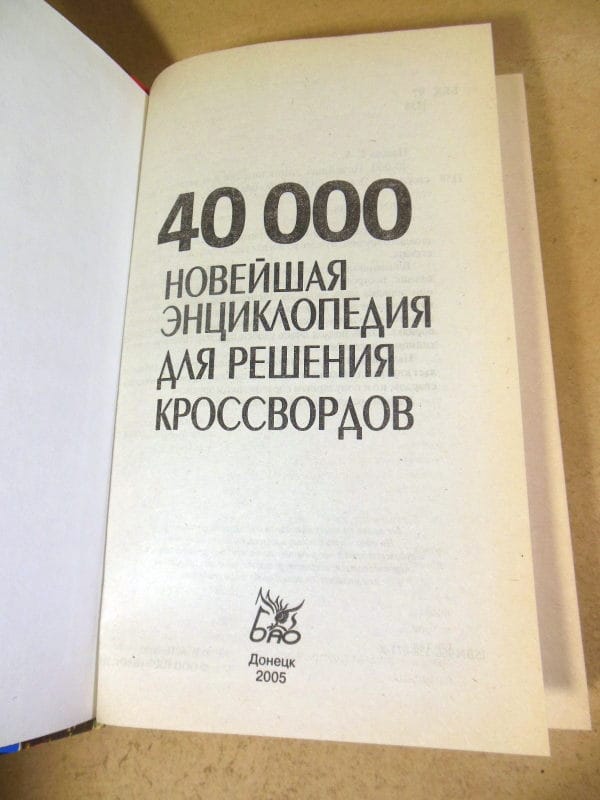 40 000
НОВЕЙШАЯ
ЭНЦИКЛОПЕДИЯ
ДЛЯ РЕШЕНИЯ
КРОССВОРДОВ
БАО
Донецк
2005